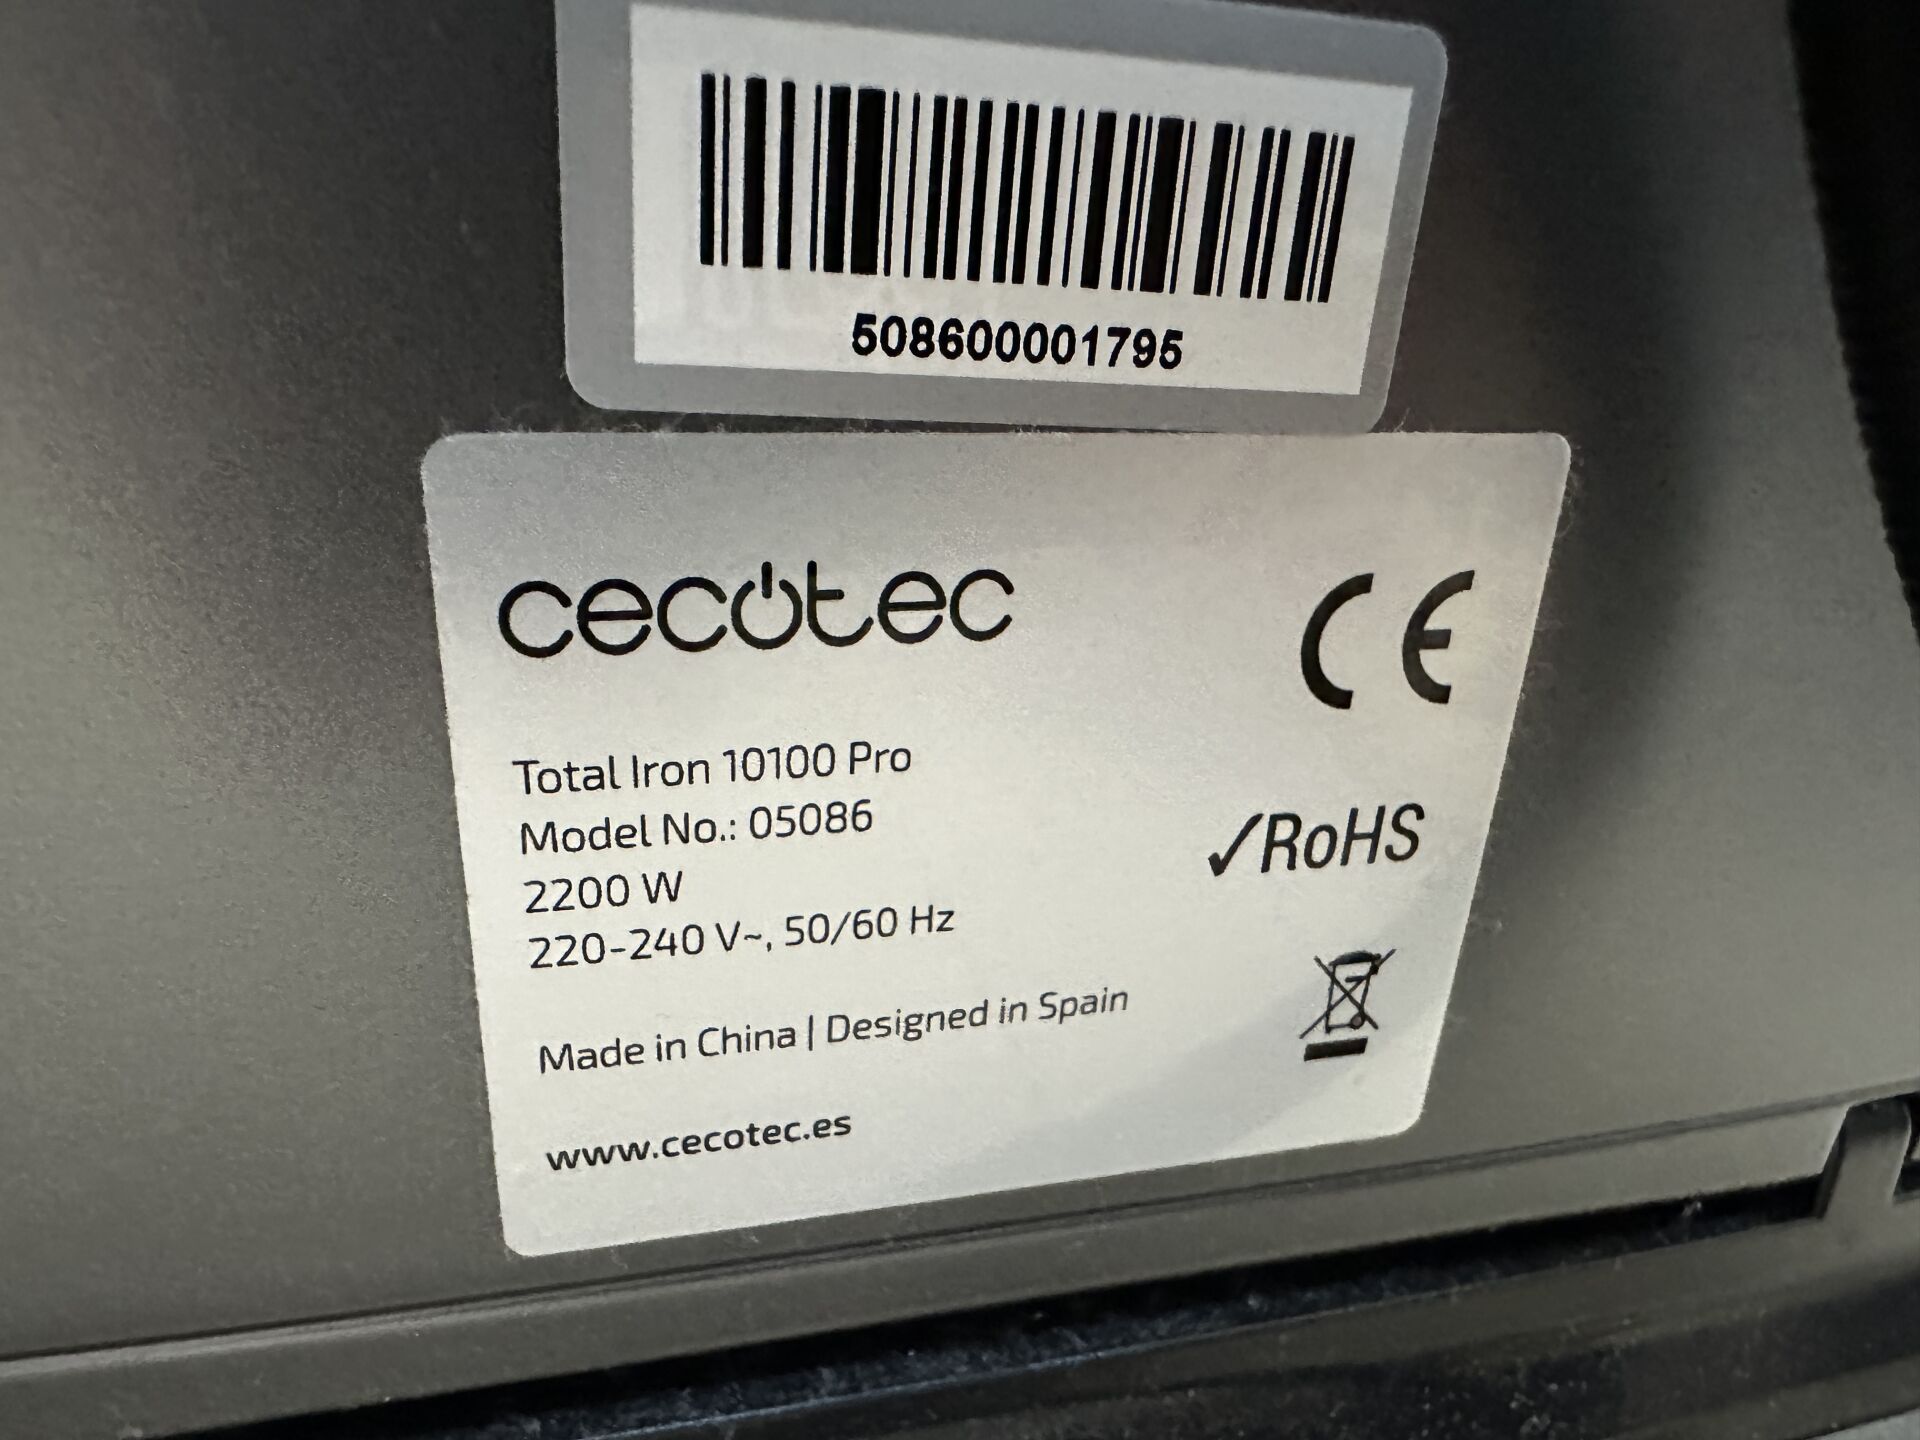 508600001795
cecotec
CE
Total Iron 10100 Pro
Model No.: 05086
2200 W
✓RoHS
220-240 V~, 50/60 Hz
Made in China | Designed in Spain
www.cecotec.es